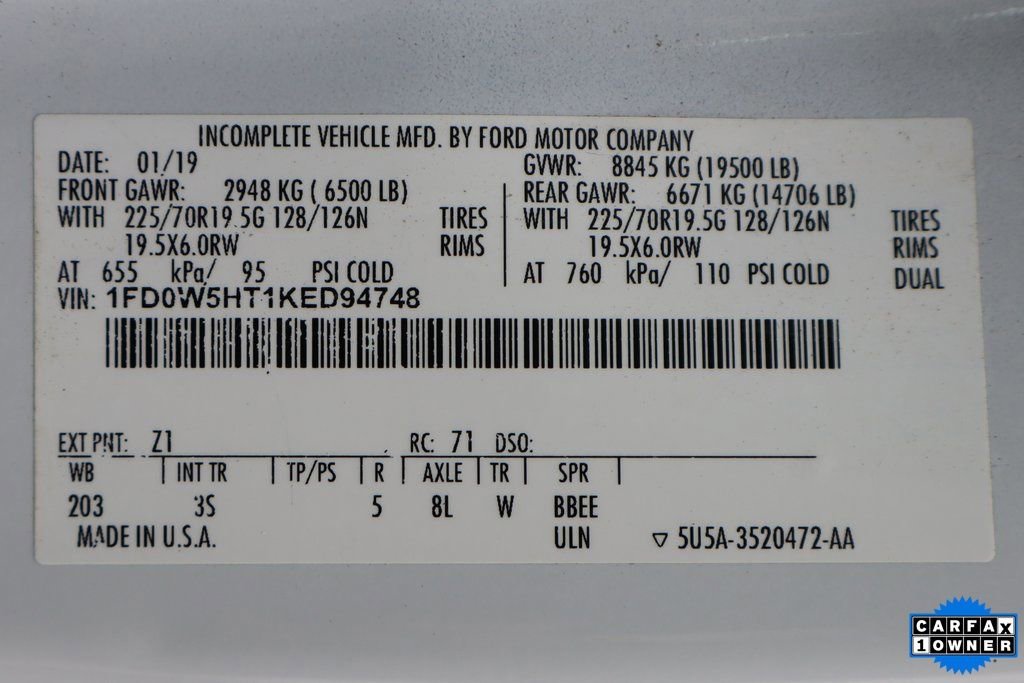 INCOMPLETE VEHICLE MFD. BY FORD MOTOR COMPANY
DATE: 01/19 GVWR: 8845 KG (19500 LB)
FRONT GAWR: 2948 KG ( 6500 LB) REAR GAWR: 6671 KG (14706 LB)
WITH 225/70R19.5G 128/126N TIRES WITH 225/70R19.5G 128/126N TIRES
19.5X6.0RW RIMS 19.5X6.0RW RIMS
AT 655 kPa/ 95 PSI COLD AT 760 kPa/ 110 PSI COLD DUAL
VIN: 1FD0W5HT1KED94748
EXT PNT: Z1 RC: 71 DSO:
WB INT TR TP/PS R AXLE TR SPR
203 3S 5 8L W BBEE
MADE IN U.S.A. ULN ▽ 5U5A-3520472-AA
CARFAX
1 OWNER